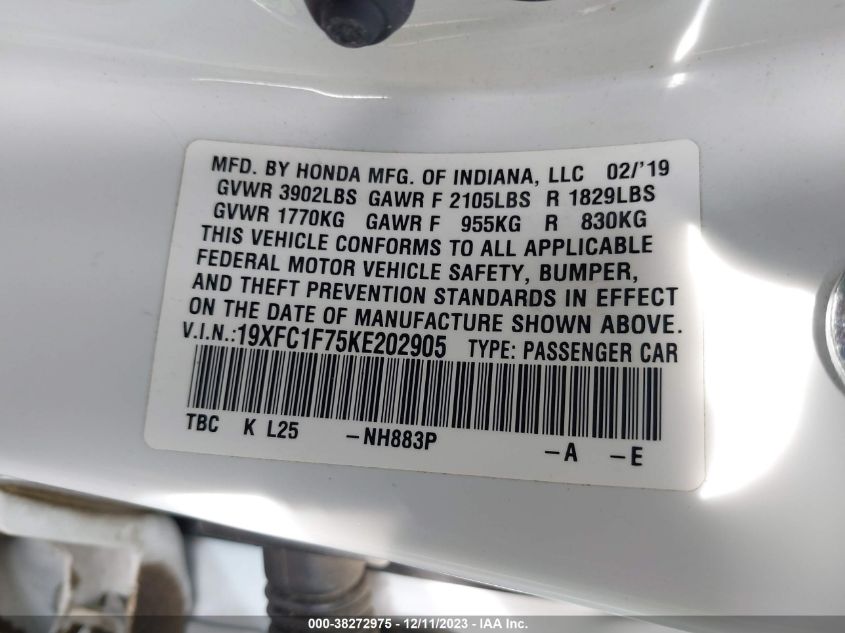 MFD. BY HONDA MFG. OF INDIANA, LLC 02/'19
GVWR 3902LBS GAWR F 2105LBS R 1829LBS
GVWR 1770KG GAWR F 955KG R 830KG
THIS VEHICLE CONFORMS TO ALL APPLICABLE
FEDERAL MOTOR VEHICLE SAFETY, BUMPER,
AND THEFT PREVENTION STANDARDS IN EFFECT
ON THE DATE OF MANUFACTURE SHOWN ABOVE.
V.I.N.:19XFC1F75KE202905 TYPE: PASSENGER CAR
TBC K L25 -NH883P -A -E
000-38272975 - 12/11/2023 - IAA Inc.